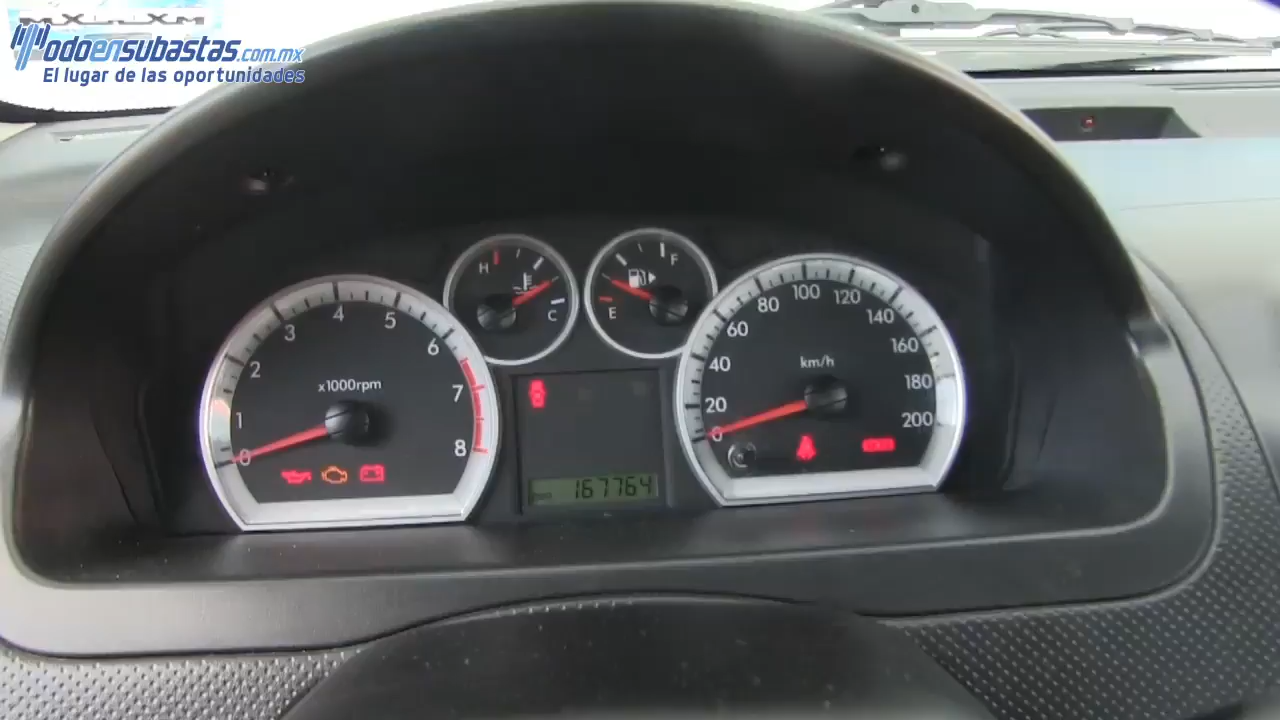 Todoensubastas.com.mx
El lugar de las oportunidades
H
C
F
E
0
1
2
3
4
5
6
7
8
x1000rpm
0
20
40
60
80
100
120
140
160
180
200
km/h
167764